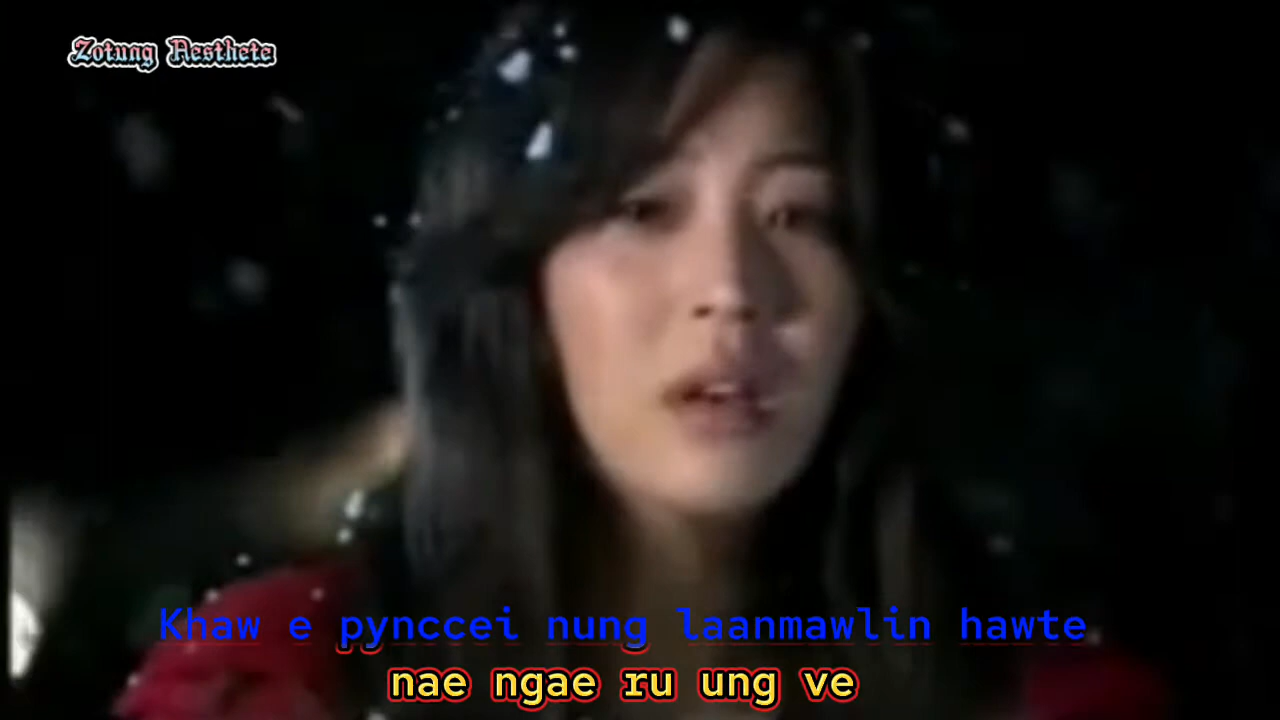 Zotung Aesthete
Khaw e pynccei nung laanmawlin hawte
nae ngae ru ung ve